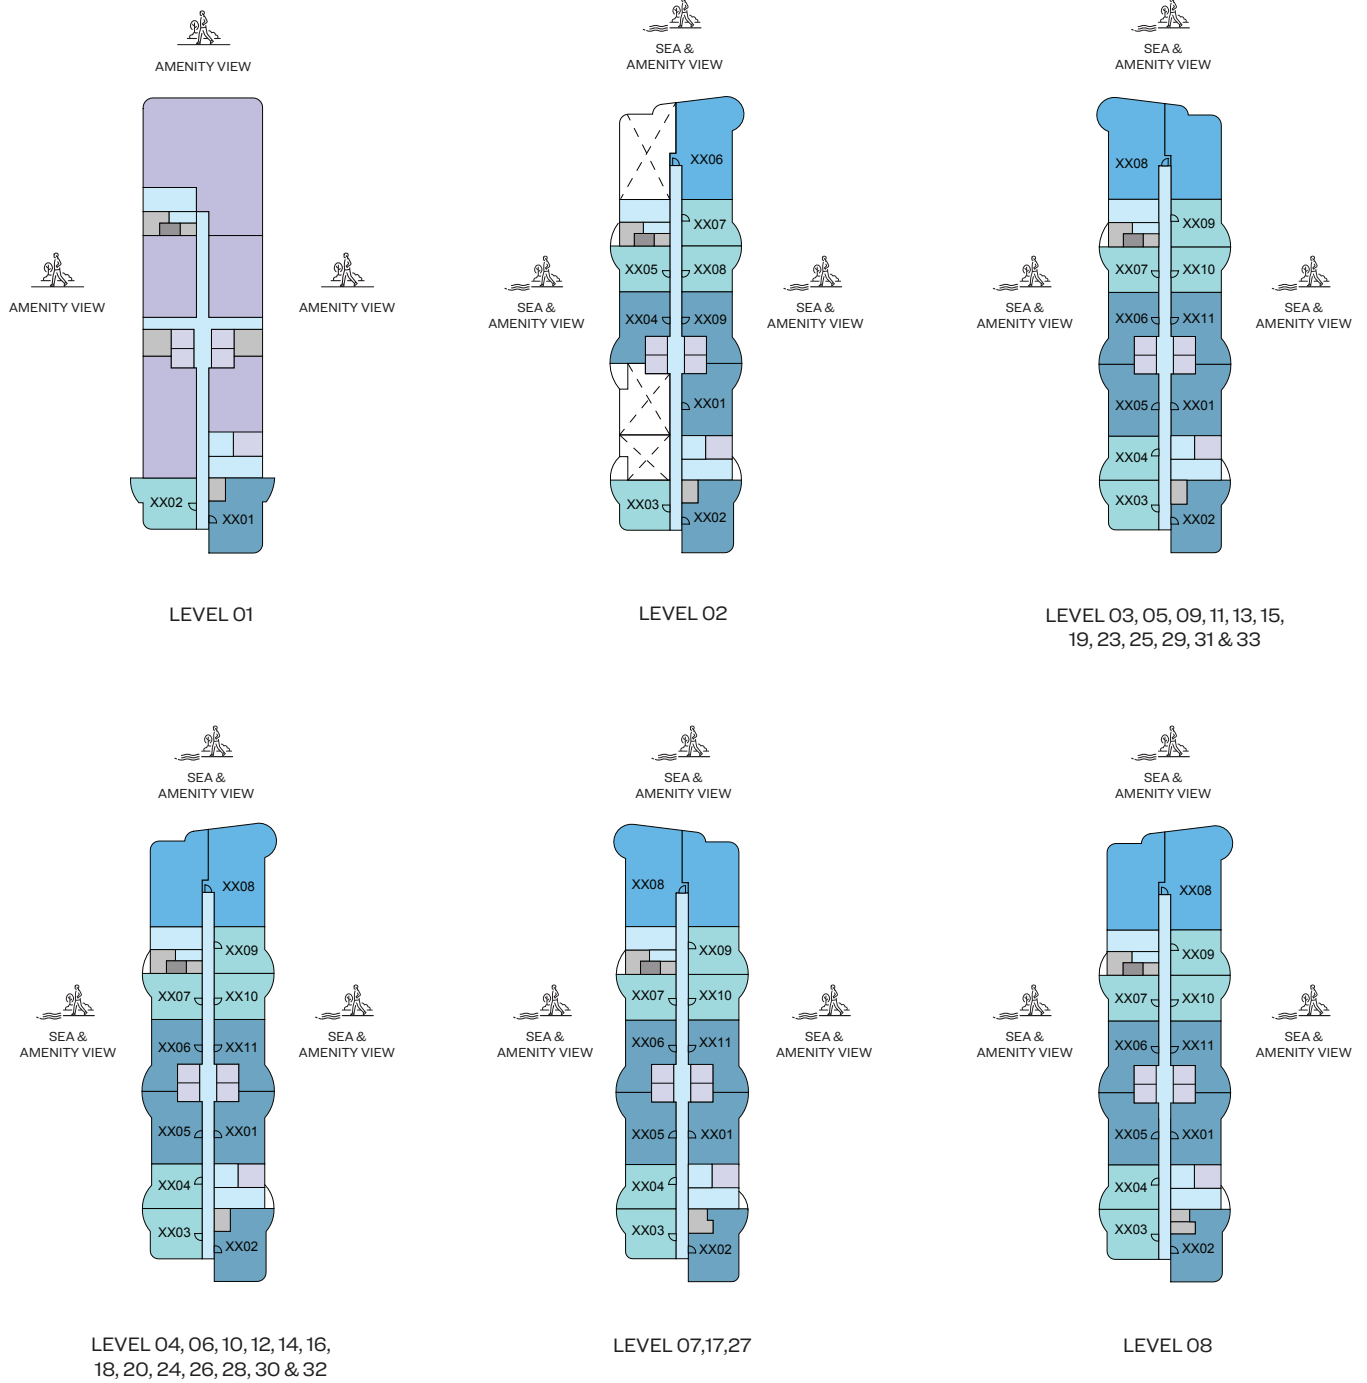 AMENITY VIEW
AMENITY VIEW
AMENITY VIEW
XX02
XX01
LEVEL 01
SEA &
AMENITY VIEW
SEA &
AMENITY VIEW
SEA &
AMENITY VIEW
XX06
XX07
XX05
XX08
XX04
XX09
XX01
XX03
XX02
LEVEL 02
SEA &
AMENITY VIEW
SEA &
AMENITY VIEW
SEA &
AMENITY VIEW
XX08
XX09
XX07
XX10
XX06
XX11
XX05
XX01
XX04
XX03
XX02
LEVEL 03, 05, 09, 11, 13, 15,
19, 23, 25, 29, 31 & 33
SEA &
AMENITY VIEW
SEA &
AMENITY VIEW
SEA &
AMENITY VIEW
XX08
XX09
XX07
XX10
XX06
XX11
XX05
XX01
XX04
XX03
XX02
LEVEL 04, 06, 10, 12, 14, 16,
18, 20, 24, 26, 28, 30 & 32
SEA &
AMENITY VIEW
SEA &
AMENITY VIEW
SEA &
AMENITY VIEW
XX08
XX09
XX07
XX10
XX06
XX11
XX05
XX01
XX04
XX03
XX02
LEVEL 07,17,27
SEA &
AMENITY VIEW
SEA &
AMENITY VIEW
SEA &
AMENITY VIEW
XX08
XX09
XX07
XX10
XX06
XX11
XX05
XX01
XX04
XX03
XX02
LEVEL 08